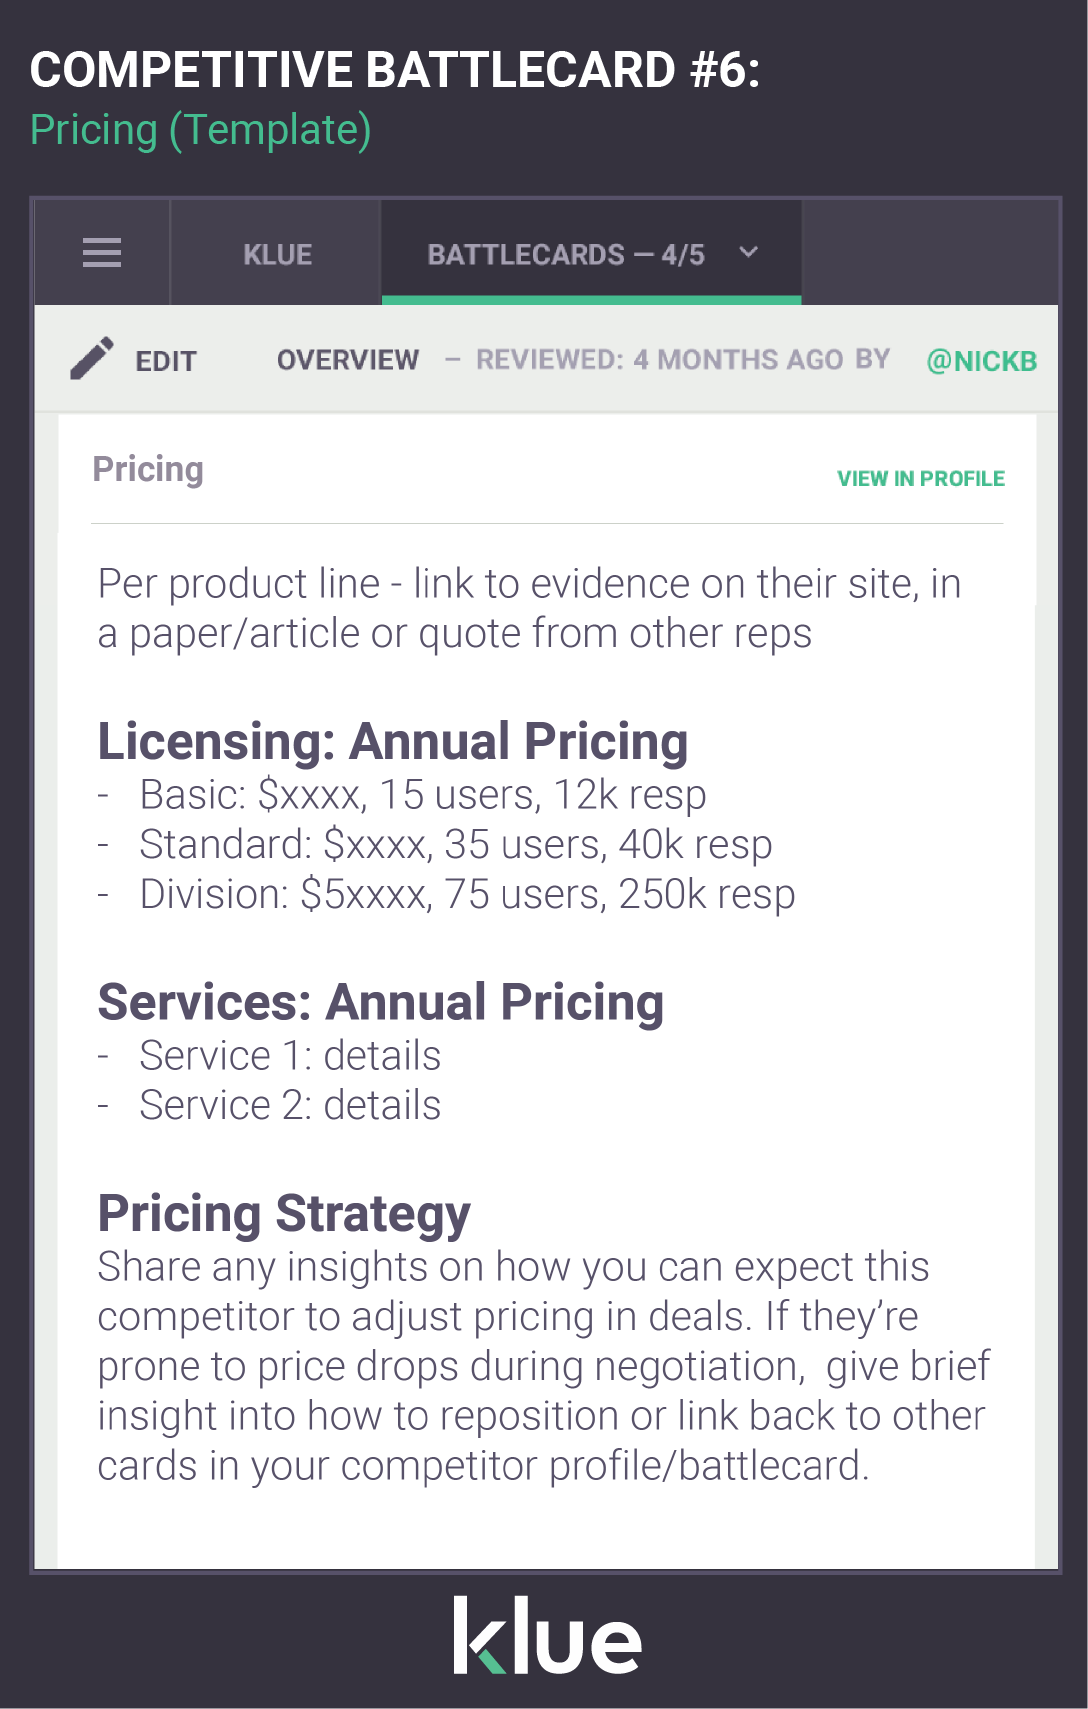 COMPETITIVE BATTLECARD #6:
Pricing (Template)
KLUE
BATTLECARDS — 4/5
EDIT
OVERVIEW – REVIEWED: 4 MONTHS AGO BY @NICKB
Pricing
VIEW IN PROFILE
Per product line - link to evidence on their site, in
a paper/article or quote from other reps
Licensing: Annual Pricing
- Basic: $xxxx, 15 users, 12k resp
- Standard: $xxxx, 35 users, 40k resp
- Division: $5xxxx, 75 users, 250k resp
Services: Annual Pricing
- Service 1: details
- Service 2: details
Pricing Strategy
Share any insights on how you can expect this
competitor to adjust pricing in deals. If they’re
prone to price drops during negotiation,  give brief
insight into how to reposition or link back to other
cards in your competitor profile/battlecard.
klue